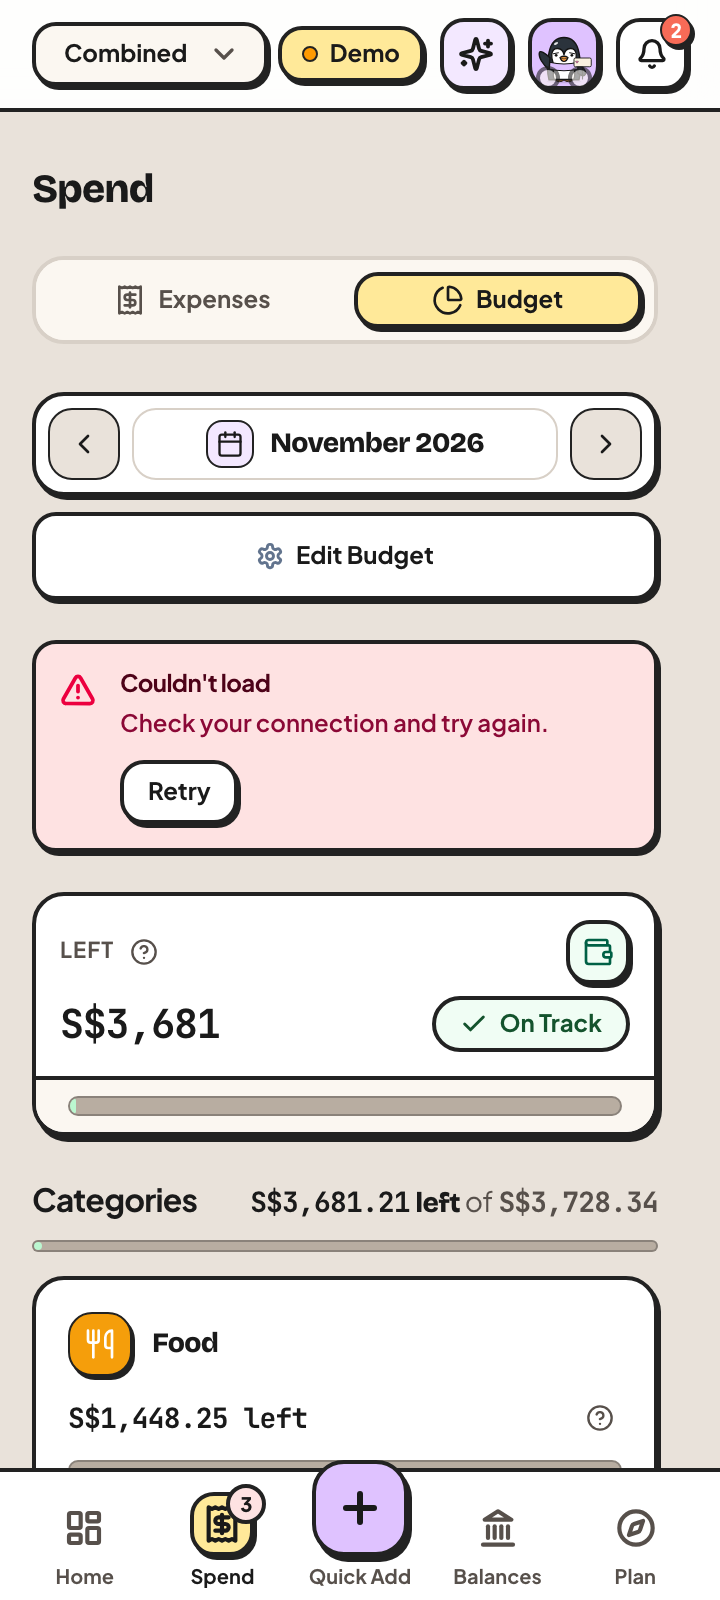 Combined
Demo
2
Spend
Expenses
Budget
November 2026
Edit Budget
Couldn't load
Check your connection and try again.
Retry
LEFT
S$3,681
On Track
Categories
S$3,681.21 left of S$3,728.34
Food
S$1,448.25 left
3
Home
Spend
Quick Add
Balances
Plan